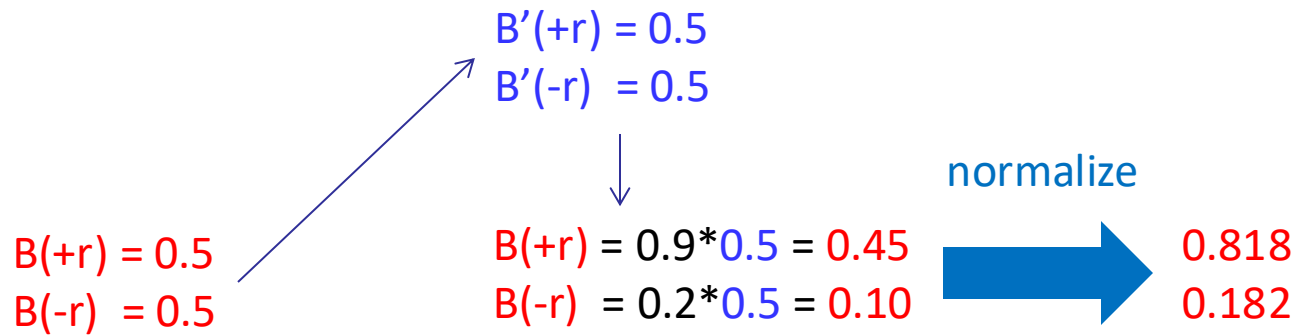 B’(+r) = 0.5
B’(-r) = 0.5
normalize
B(+r) = 0.5
B(-r) = 0.5
B(+r) = 0.9*0.5 = 0.45
B(-r) = 0.2*0.5 = 0.10
0.818
0.182